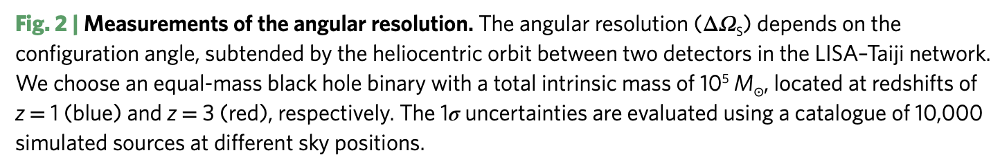 Fig. 2 | Measurements of the angular resolution. The angular resolution (ΔΩ_S) depends on the
configuration angle, subtended by the heliocentric orbit between two detectors in the LISA–Taiji network.
We choose an equal-mass black hole binary with a total intrinsic mass of 10⁵ M_⊙, located at redshifts of
z = 1 (blue) and z = 3 (red), respectively. The 1σ uncertainties are evaluated using a catalogue of 10,000
simulated sources at different sky positions.